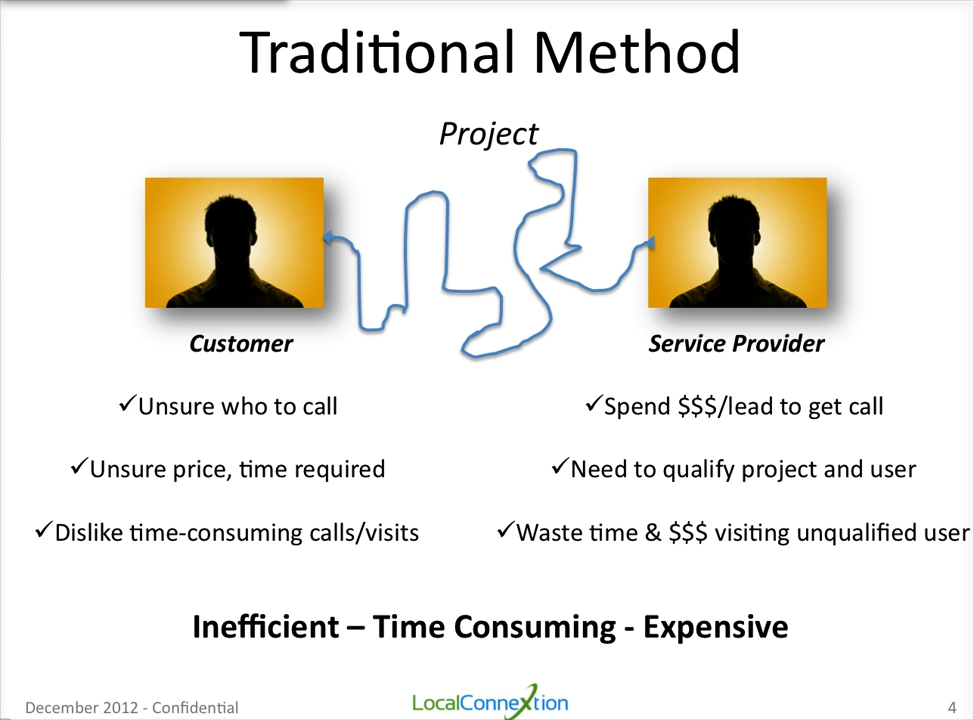 Traditional Method
Project
Customer
Service Provider
✓Unsure who to call
✓Spend $$$/lead to get call
✓Unsure price, time required
✓Need to qualify project and user
✓Dislike time-consuming calls/visits
✓Waste time & $$$ visiting unqualified user
Inefficient – Time Consuming - Expensive
December 2012 - Confidential
LocalConneXtion
4